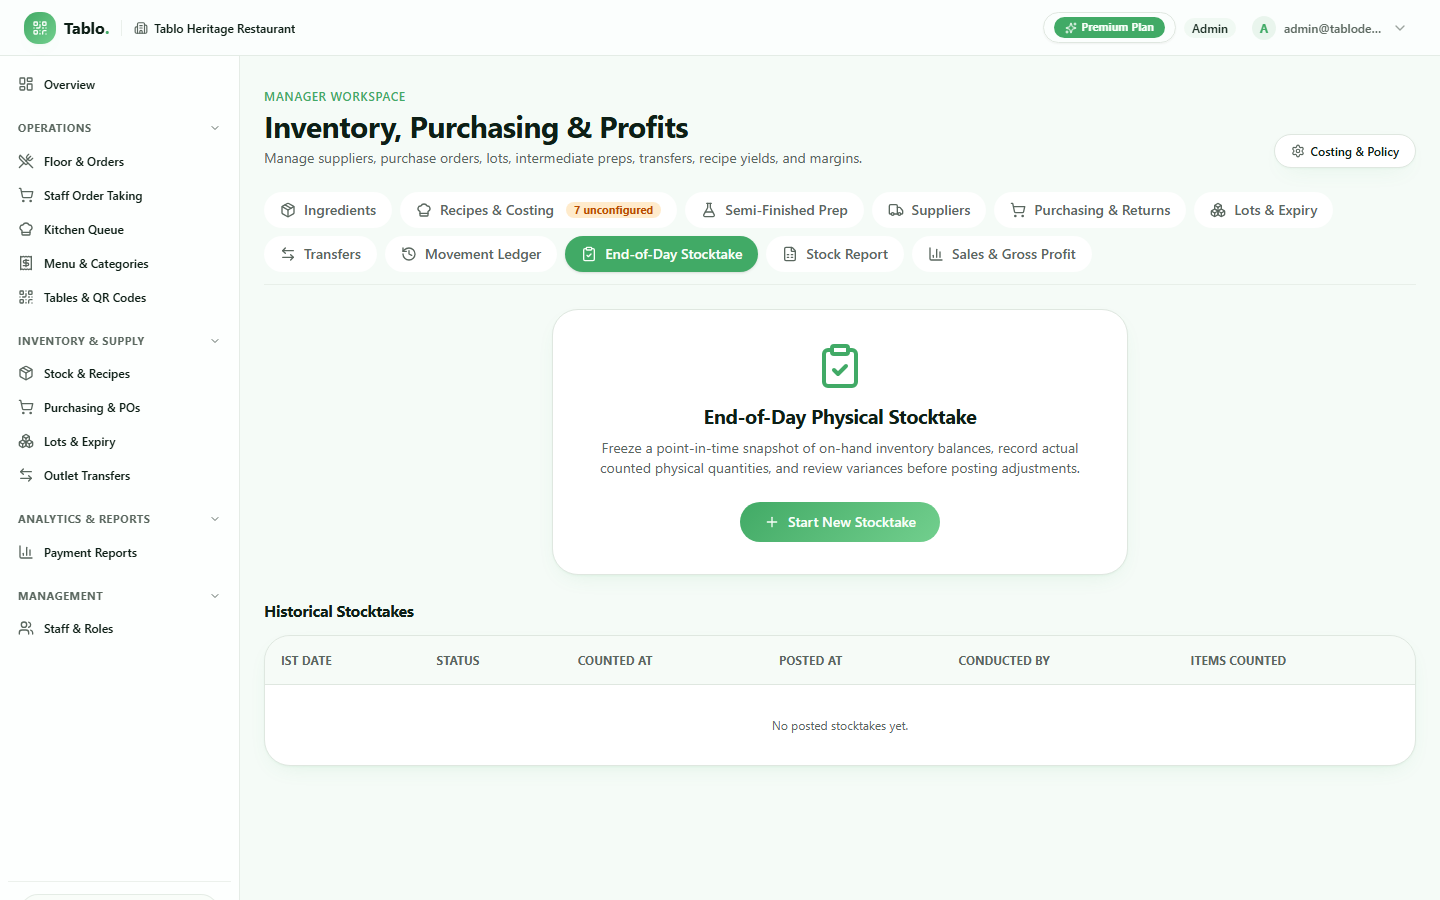 Tablo.
Tablo Heritage Restaurant
Premium Plan
Admin
A
admin@tablode...
Overview
OPERATIONS
Floor & Orders
Staff Order Taking
Kitchen Queue
Menu & Categories
Tables & QR Codes
INVENTORY & SUPPLY
Stock & Recipes
Purchasing & POs
Lots & Expiry
Outlet Transfers
ANALYTICS & REPORTS
Payment Reports
MANAGEMENT
Staff & Roles
MANAGER WORKSPACE
Inventory, Purchasing & Profits
Manage suppliers, purchase orders, lots, intermediate preps, transfers, recipe yields, and margins.
Costing & Policy
Ingredients
Recipes & Costing 7 unconfigured
Semi-Finished Prep
Suppliers
Purchasing & Returns
Lots & Expiry
Transfers
Movement Ledger
End-of-Day Stocktake
Stock Report
Sales & Gross Profit
End-of-Day Physical Stocktake
Freeze a point-in-time snapshot of on-hand inventory balances, record actual
counted physical quantities, and review variances before posting adjustments.
Start New Stocktake
Historical Stocktakes
IST DATE STATUS COUNTED AT POSTED AT CONDUCTED BY ITEMS COUNTED
No posted stocktakes yet.